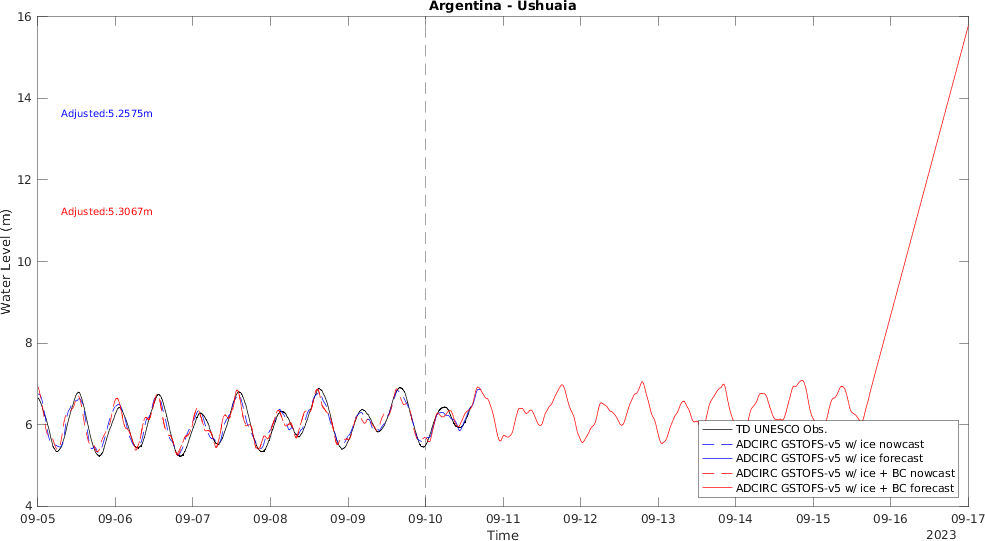 Argentina - Ushuaia
16
14
12
10
8
6
4
Water Level (m)
Adjusted:5.2575m
Adjusted:5.3067m
TD UNESCO Obs.
ADCIRC GSTOFS-v5 w/ ice nowcast
ADCIRC GSTOFS-v5 w/ ice forecast
ADCIRC GSTOFS-v5 w/ ice + BC nowcast
ADCIRC GSTOFS-v5 w/ ice + BC forecast
09-05 09-06 09-07 09-08 09-09 09-10 09-11 09-12 09-13 09-14 09-15 09-16 09-17
Time
2023